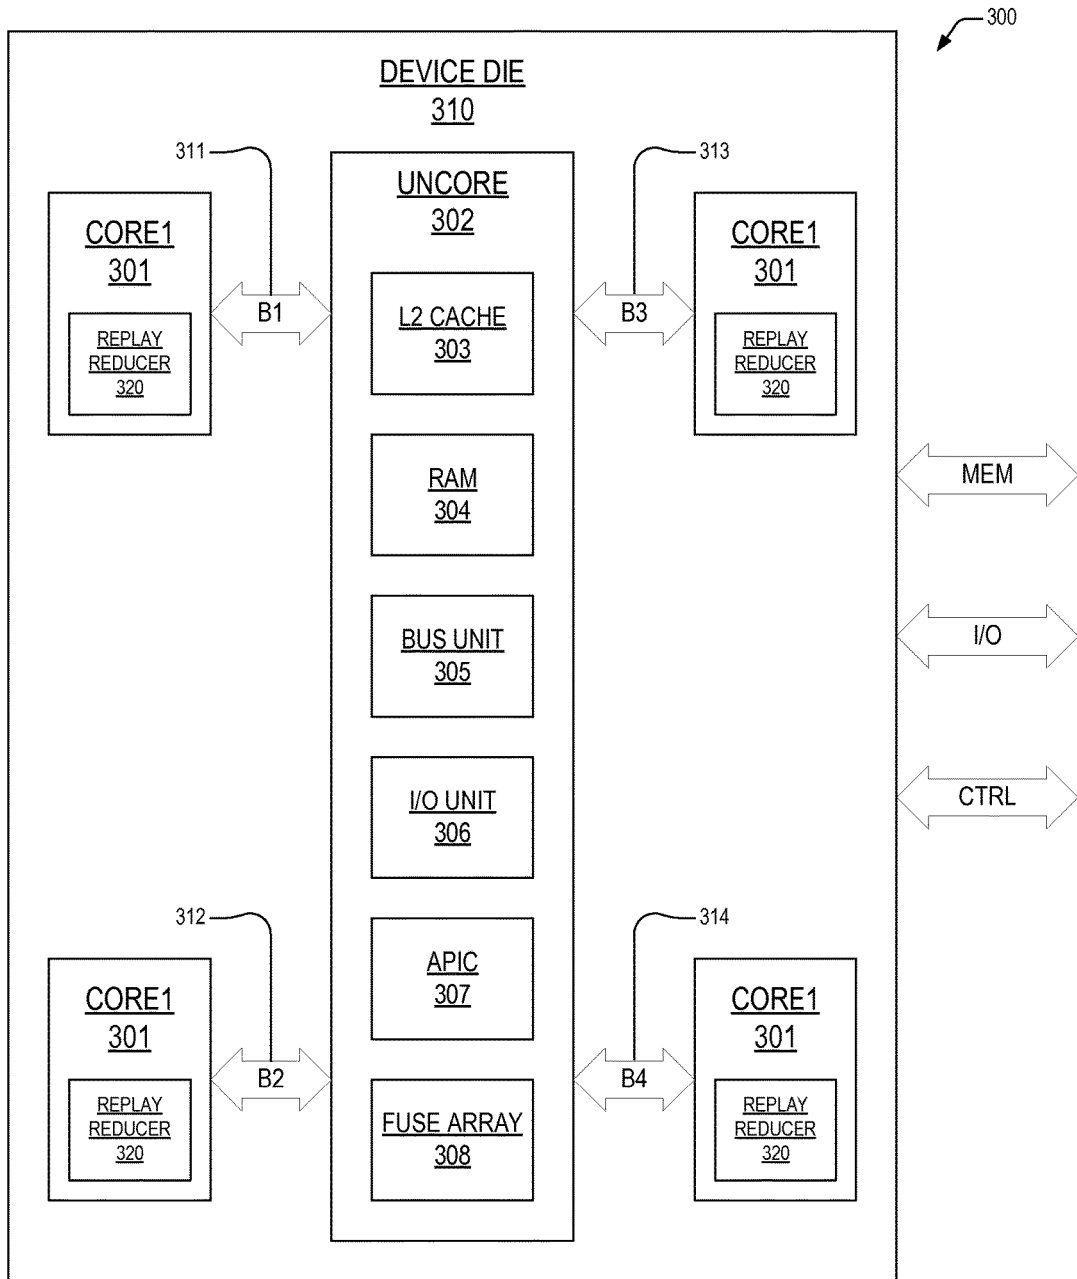 300
DEVICE DIE
310
311
313
CORE1
301
REPLAY
REDUCER
320
B1
UNCORE
302
L2 CACHE
303
RAM
304
BUS UNIT
305
I/O UNIT
306
APIC
307
FUSE ARRAY
308
B3
CORE1
301
REPLAY
REDUCER
320
MEM
I/O
CTRL
312
314
CORE1
301
REPLAY
REDUCER
320
B2
B4
CORE1
301
REPLAY
REDUCER
320